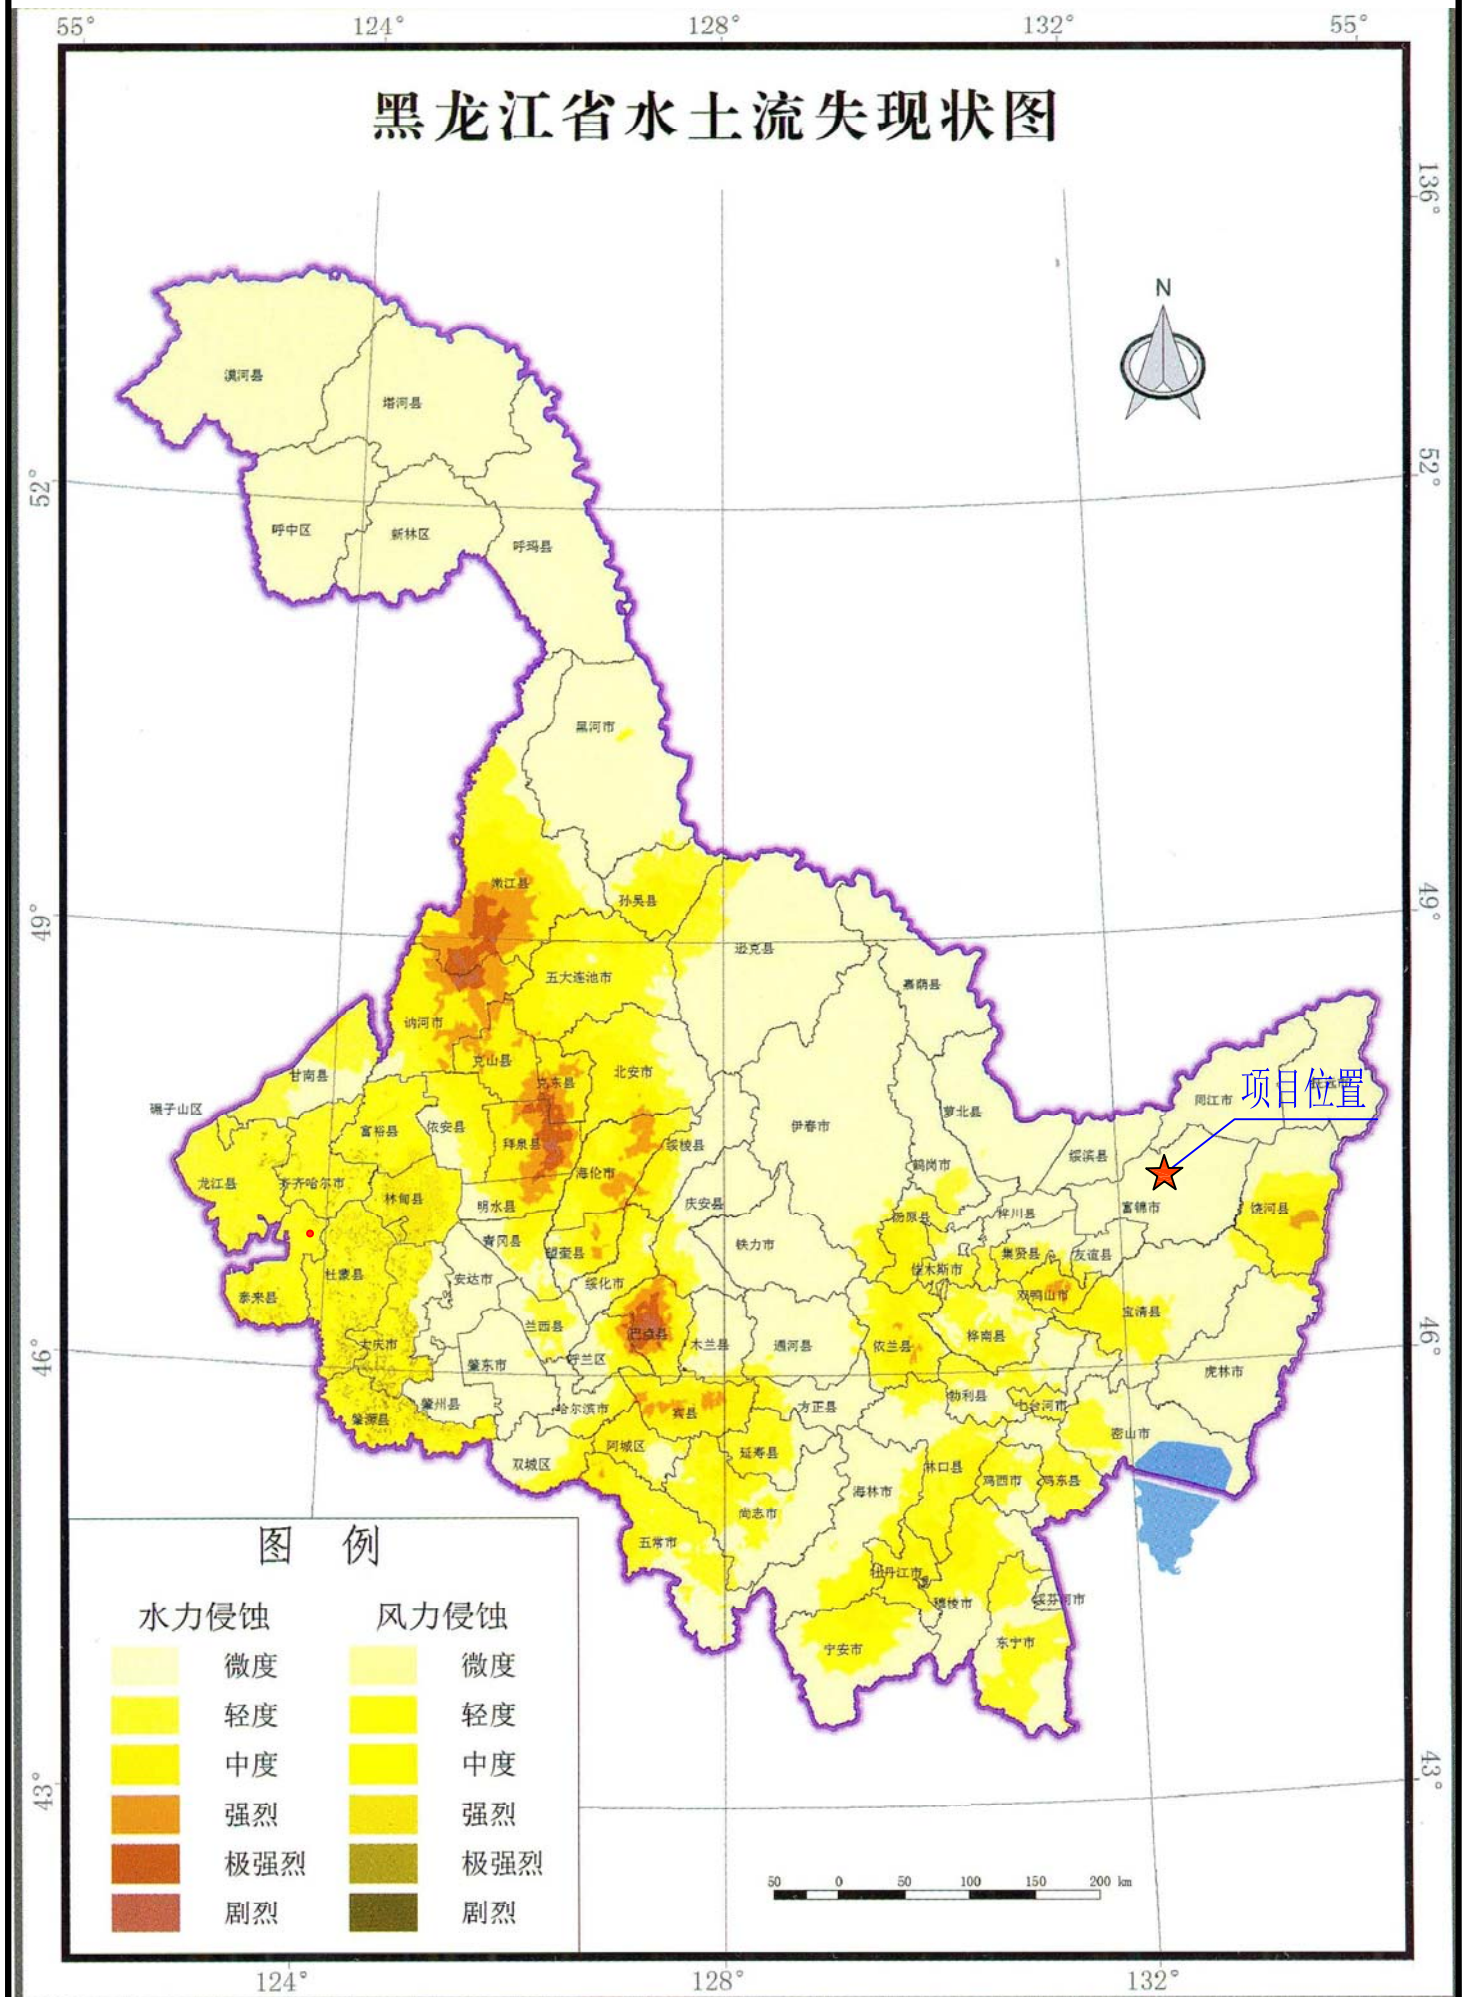 55°
124°
128°
132°
55°
黑龙江省水土流失现状图
136°
N
漠河县
塔河县
52°
52°
呼中区
新林区
呼玛县
黑河市
嫩江县
孙吴县
49°
49°
逊克县
五大连池市
嘉荫县
讷河市
克山县
北安市
甘南县
克东县
项目位置
同江市
碾子山区
萝北县
伊春市
富裕县
依安县
拜泉县
绥棱县
绥滨县
鹤岗市
海伦市
龙江县
齐齐哈尔市
林甸县
明水县
庆安县
桦川县
富锦市
饶河县
汤原县
青冈县
望奎县
铁力市
集贤县
友谊县
佳木斯市
杜蒙县
安达市
绥化市
泰来县
双鸭山市
宝清县
兰西县
巴彦县
木兰县
通河县
依兰县
桦南县
大庆市
46°
46°
肇东市
呼兰区
虎林市
肇源县
肇州县
哈尔滨市
宾县
方正县
勃利县
七台河市
密山市
双城区
阿城区
延寿县
林口县
鸡西市
鸡东县
海林市
尚志市
五常市
牡丹江市
穆棱市
绥芬河市
宁安市
东宁市
图 例
水力侵蚀 风力侵蚀
微度 微度
轻度 轻度
中度 中度
强烈 强烈
极强烈 极强烈
剧烈 剧烈
43°
43°
50 0 50 100 150 200 km
124°
128°
132°